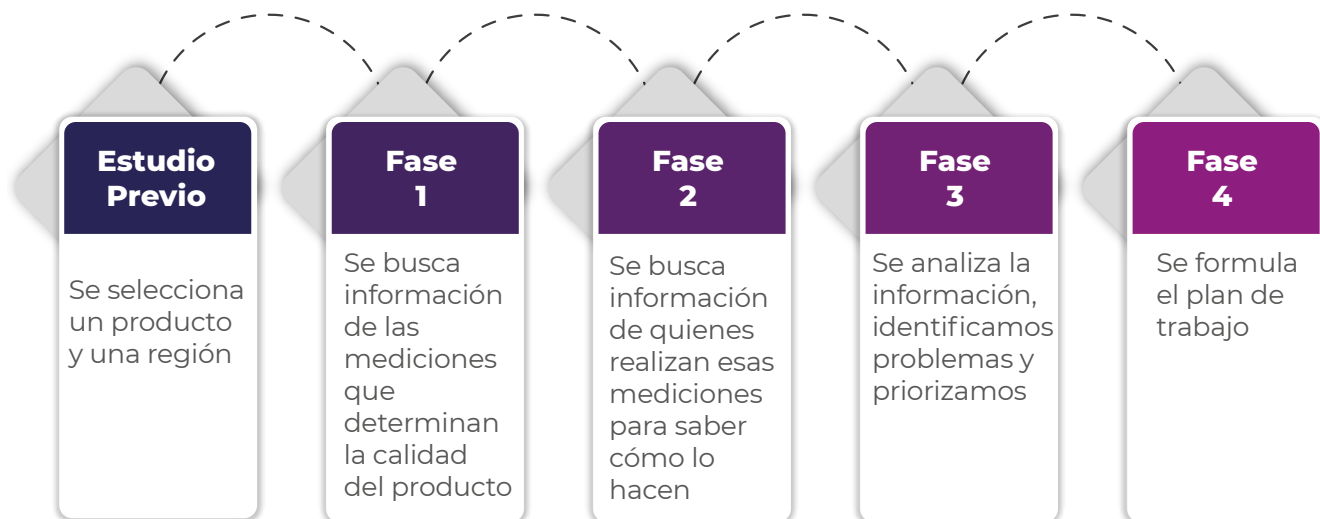 Estudio
Previo
Se selecciona
un producto
y una región
Fase
1
Se busca
información
de las
mediciones
que
determinan
la calidad
del producto
Fase
2
Se busca
información
de quienes
realizan esas
mediciones
para saber
cómo lo
hacen
Fase
3
Se analiza la
información,
identificamos
problemas y
priorizamos
Fase
4
Se formula
el plan de
trabajo